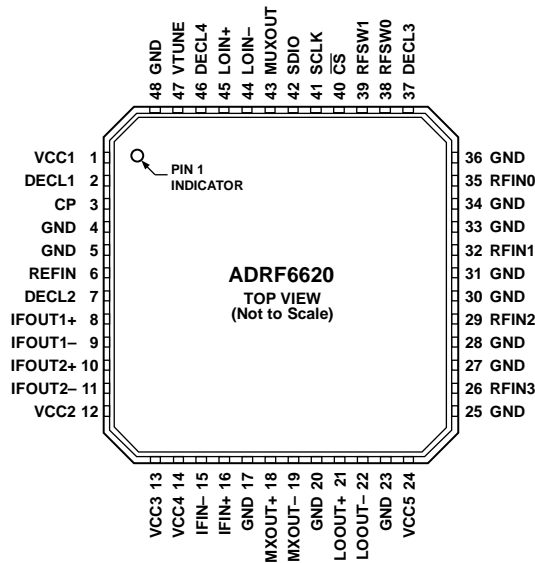 48 GND
47 VTUNE
46 DECL4
45 LOIN+
44 LOIN–
43 MUXOUT
42 SDIO
41 SCLK
40 C̅S̅
39 RFSW1
38 RFSW0
37 DECL3
VCC1 1
DECL1 2
CP 3
GND 4
GND 5
REFIN 6
DECL2 7
IFOUT1+ 8
IFOUT1– 9
IFOUT2+ 10
IFOUT2– 11
VCC2 12
PIN 1
INDICATOR
ADRF6620
TOP VIEW
(Not to Scale)
36 GND
35 RFIN0
34 GND
33 GND
32 RFIN1
31 GND
30 GND
29 RFIN2
28 GND
27 GND
26 RFIN3
25 GND
VCC3 13
VCC4 14
IFIN– 15
IFIN+ 16
GND 17
MXOUT+ 18
MXOUT– 19
GND 20
LOOUT+ 21
LOOUT– 22
GND 23
VCC5 24